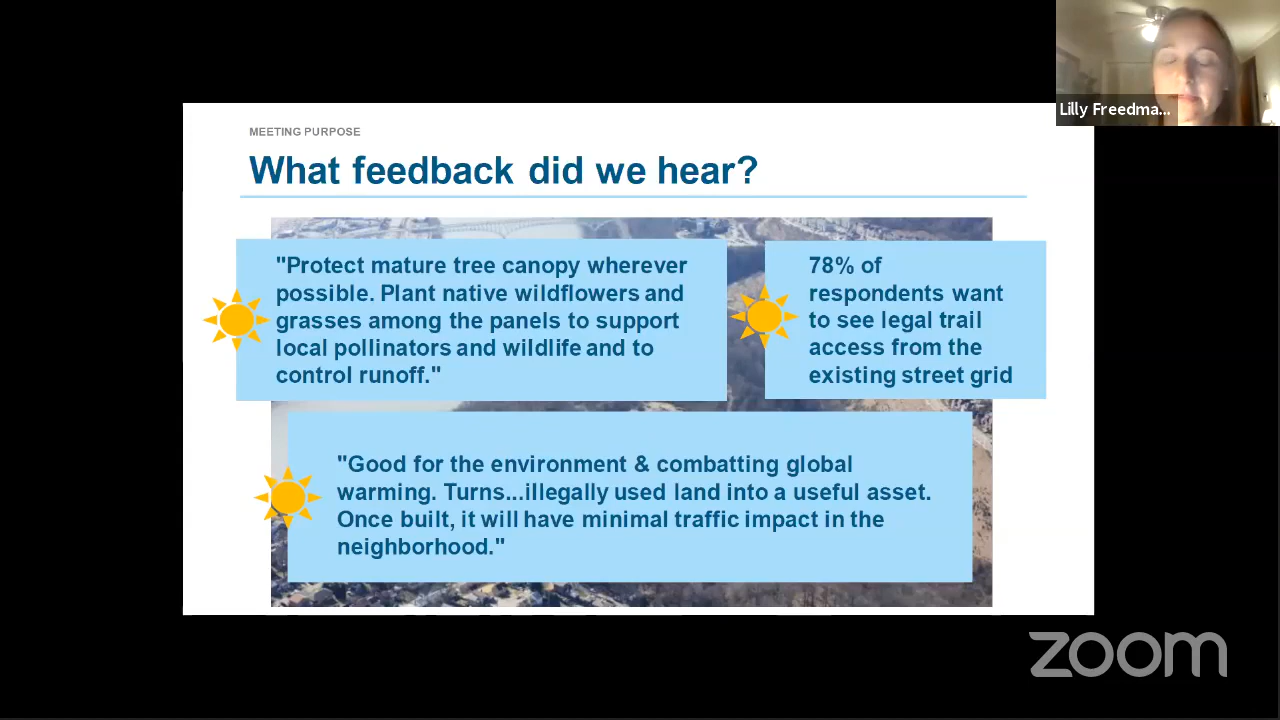 Lilly Freedma...
MEETING PURPOSE
What feedback did we hear?
"Protect mature tree canopy wherever
possible. Plant native wildflowers and
grasses among the panels to support
local pollinators and wildlife and to
control runoff."
78% of
respondents want
to see legal trail
access from the
existing street grid
"Good for the environment & combatting global
warming. Turns...illegally used land into a useful asset.
Once built, it will have minimal traffic impact in the
neighborhood."
zoom